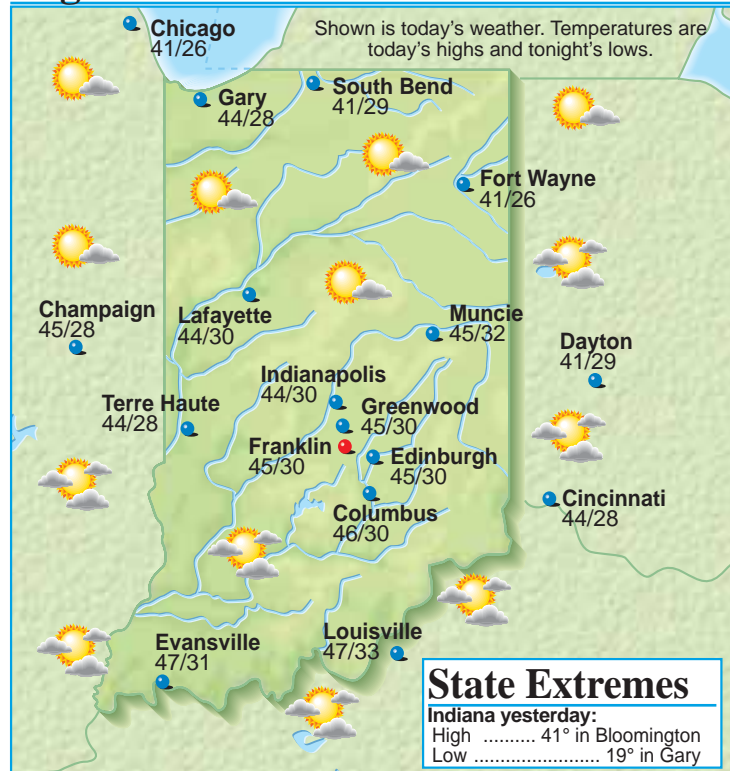 Chicago
41/26
Shown is today's weather. Temperatures are
today's highs and tonight's lows.
Gary
44/28
South Bend
41/29
Fort Wayne
41/26
Champaign
45/28
Lafayette
44/30
Muncie
45/32
Dayton
41/29
Indianapolis
44/30
Terre Haute
44/28
Greenwood
45/30
Franklin
45/30
Edinburgh
45/30
Columbus
46/30
Cincinnati
44/28
Evansville
47/31
Louisville
47/33
State Extremes
Indiana yesterday:
High .......... 41° in Bloomington
Low ....................... 19° in Gary